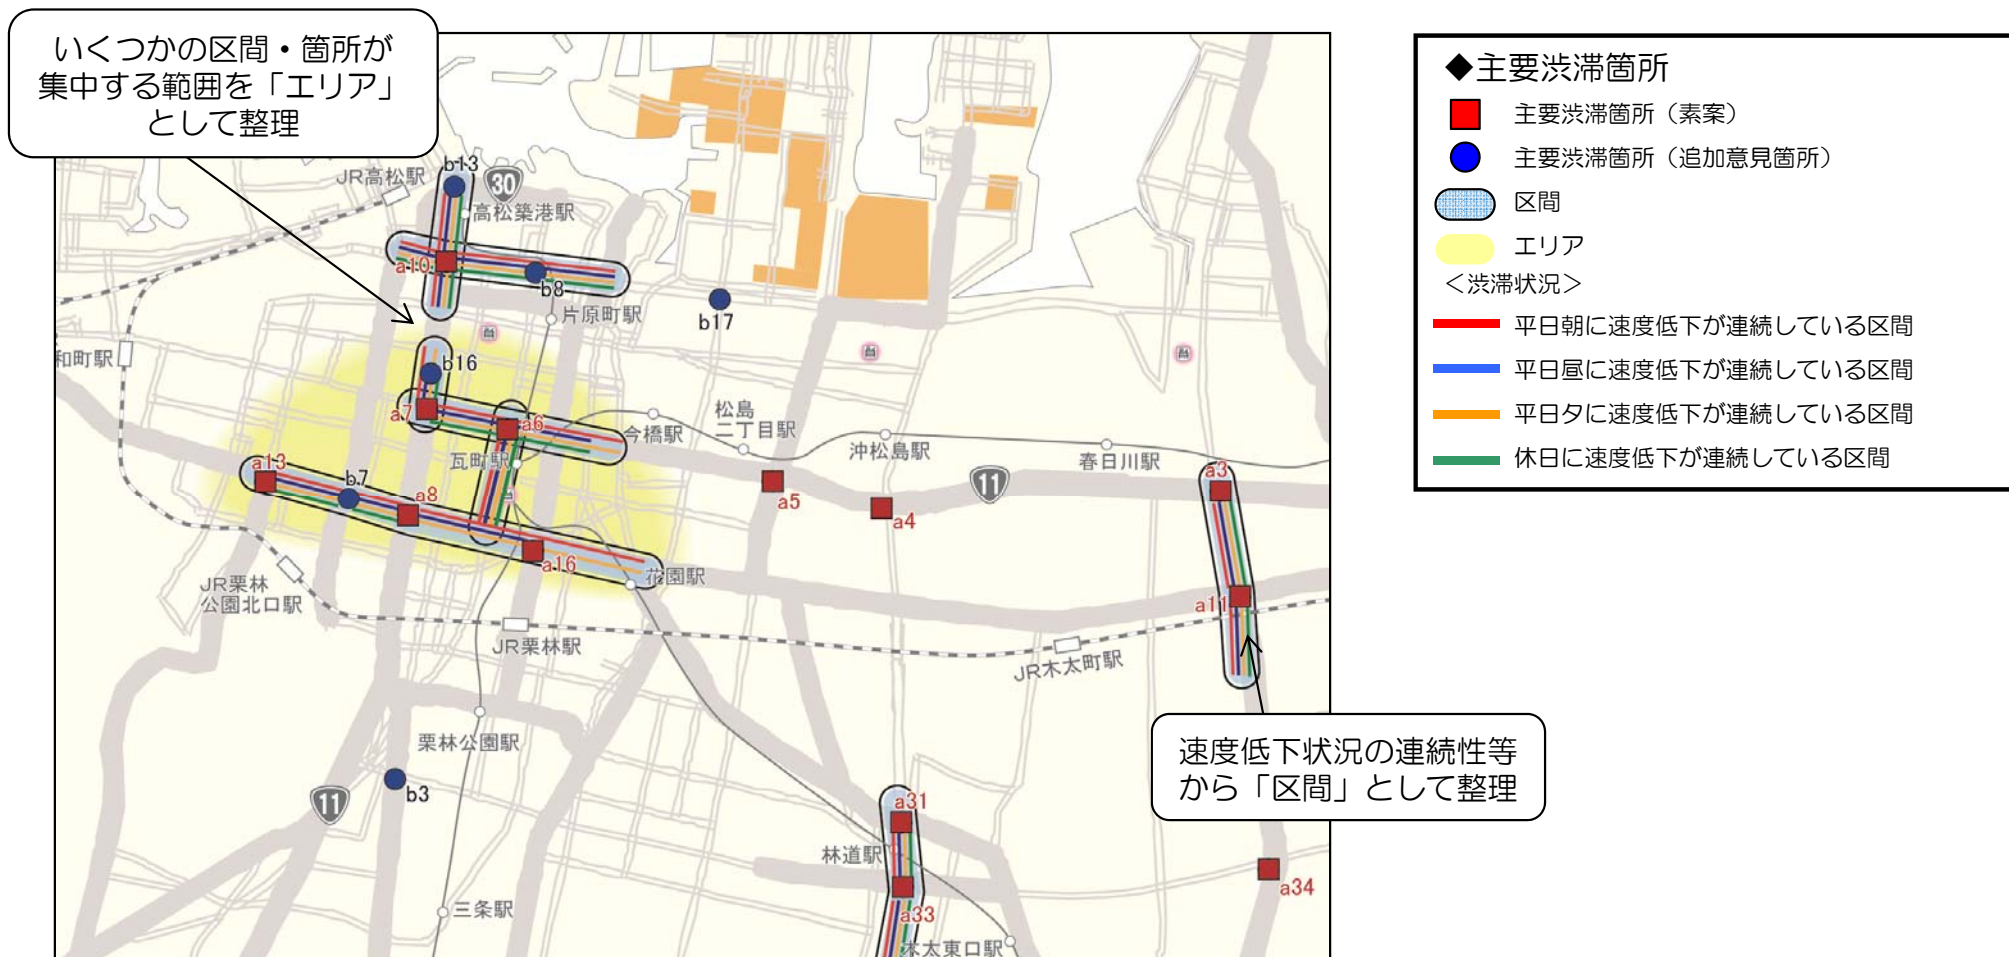 いくつかの区間・箇所が
集中する範囲を「エリア」
として整理
b13
30
JR高松駅
高松築港駅
a10
b8
片原町駅
b17
和町駅
b16
a7
a6
今橋駅
松島
二丁目駅
沖松島駅
春日川駅
瓦町駅
a13
b7
a8
a5
a4
11
a3
a16
花園駅
JR栗林
公園北口駅
JR栗林駅
a11
JR木太町駅
栗林公園駅
b3
11
a31
林道駅
a33
a34
三条駅
木太東口駅
速度低下状況の連続性等
から「区間」として整理
◆主要渋滞箇所
主要渋滞箇所（素案）
主要渋滞箇所（追加意見箇所）
区間
エリア
＜渋滞状況＞
平日朝に速度低下が連続している区間
平日昼に速度低下が連続している区間
平日夕に速度低下が連続している区間
休日に速度低下が連続している区間